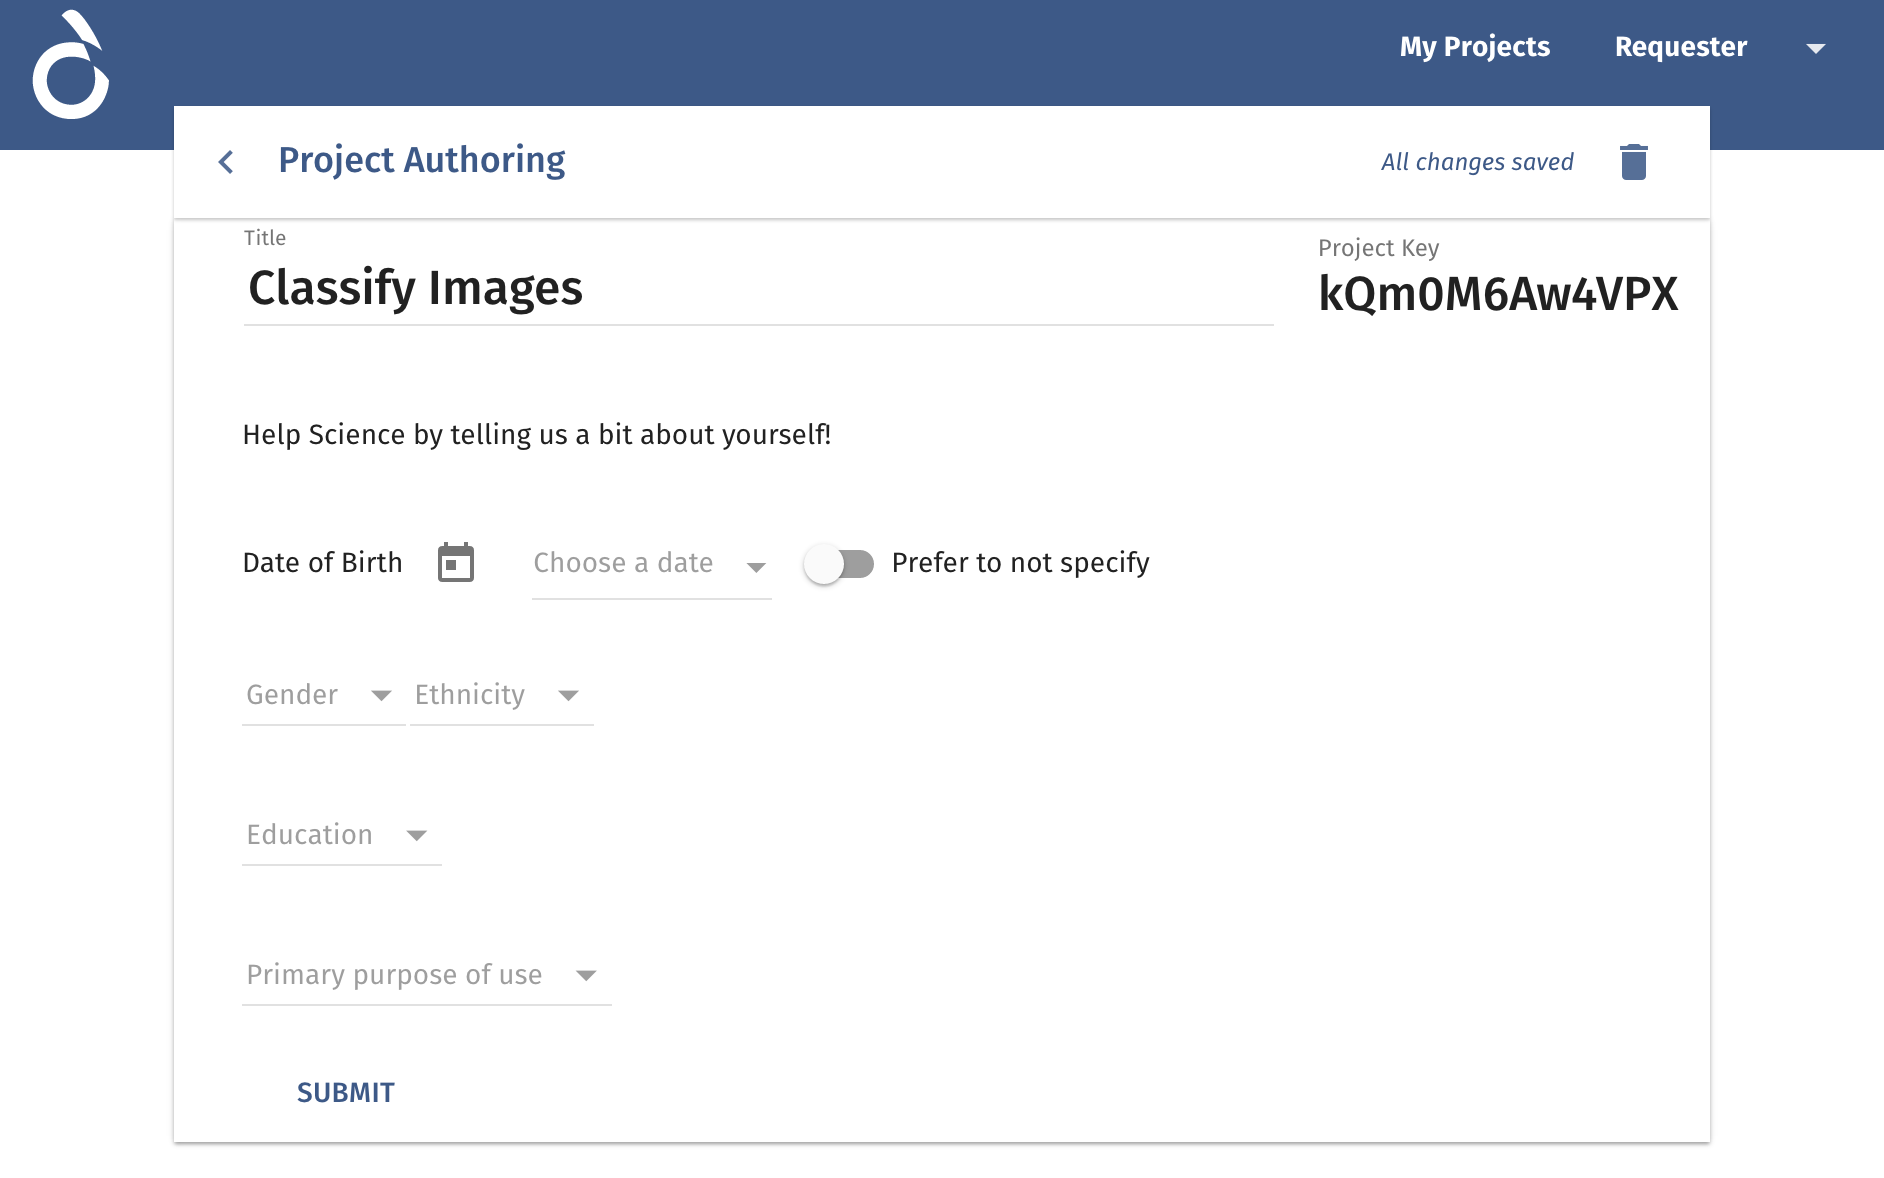 My Projects Requester
Project Authoring All changes saved
Title Project Key
Classify Images kQm0M6Aw4VPX
Help Science by telling us a bit about yourself!
Date of Birth Choose a date Prefer to not specify
Gender Ethnicity
Education
Primary purpose of use
SUBMIT